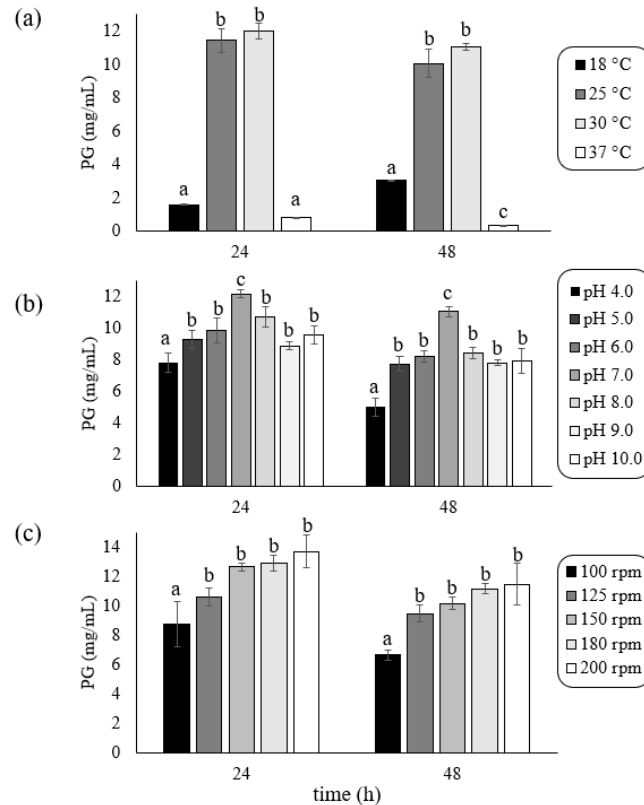 (a)
PG (mg/mL)
12
10
8
6
4
2
0
a b b a
a b b c
24 48
18 °C
25 °C
30 °C
37 °C
(b)
PG (mg/mL)
12
10
8
6
4
2
0
a b b c b b b
a b b c b b b
24 48
pH 4.0
pH 5.0
pH 6.0
pH 7.0
pH 8.0
pH 9.0
pH 10.0
(c)
PG (mg/mL)
14
12
10
8
6
4
2
0
a b b b b
a b b b b
24 48
time (h)
100 rpm
125 rpm
150 rpm
180 rpm
200 rpm